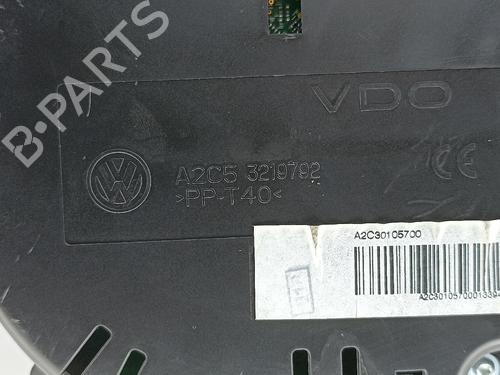 VDO
A2C5 3219792
>PP-T40<
CE
A2C30105700
A2C3010570001339
B-Parts